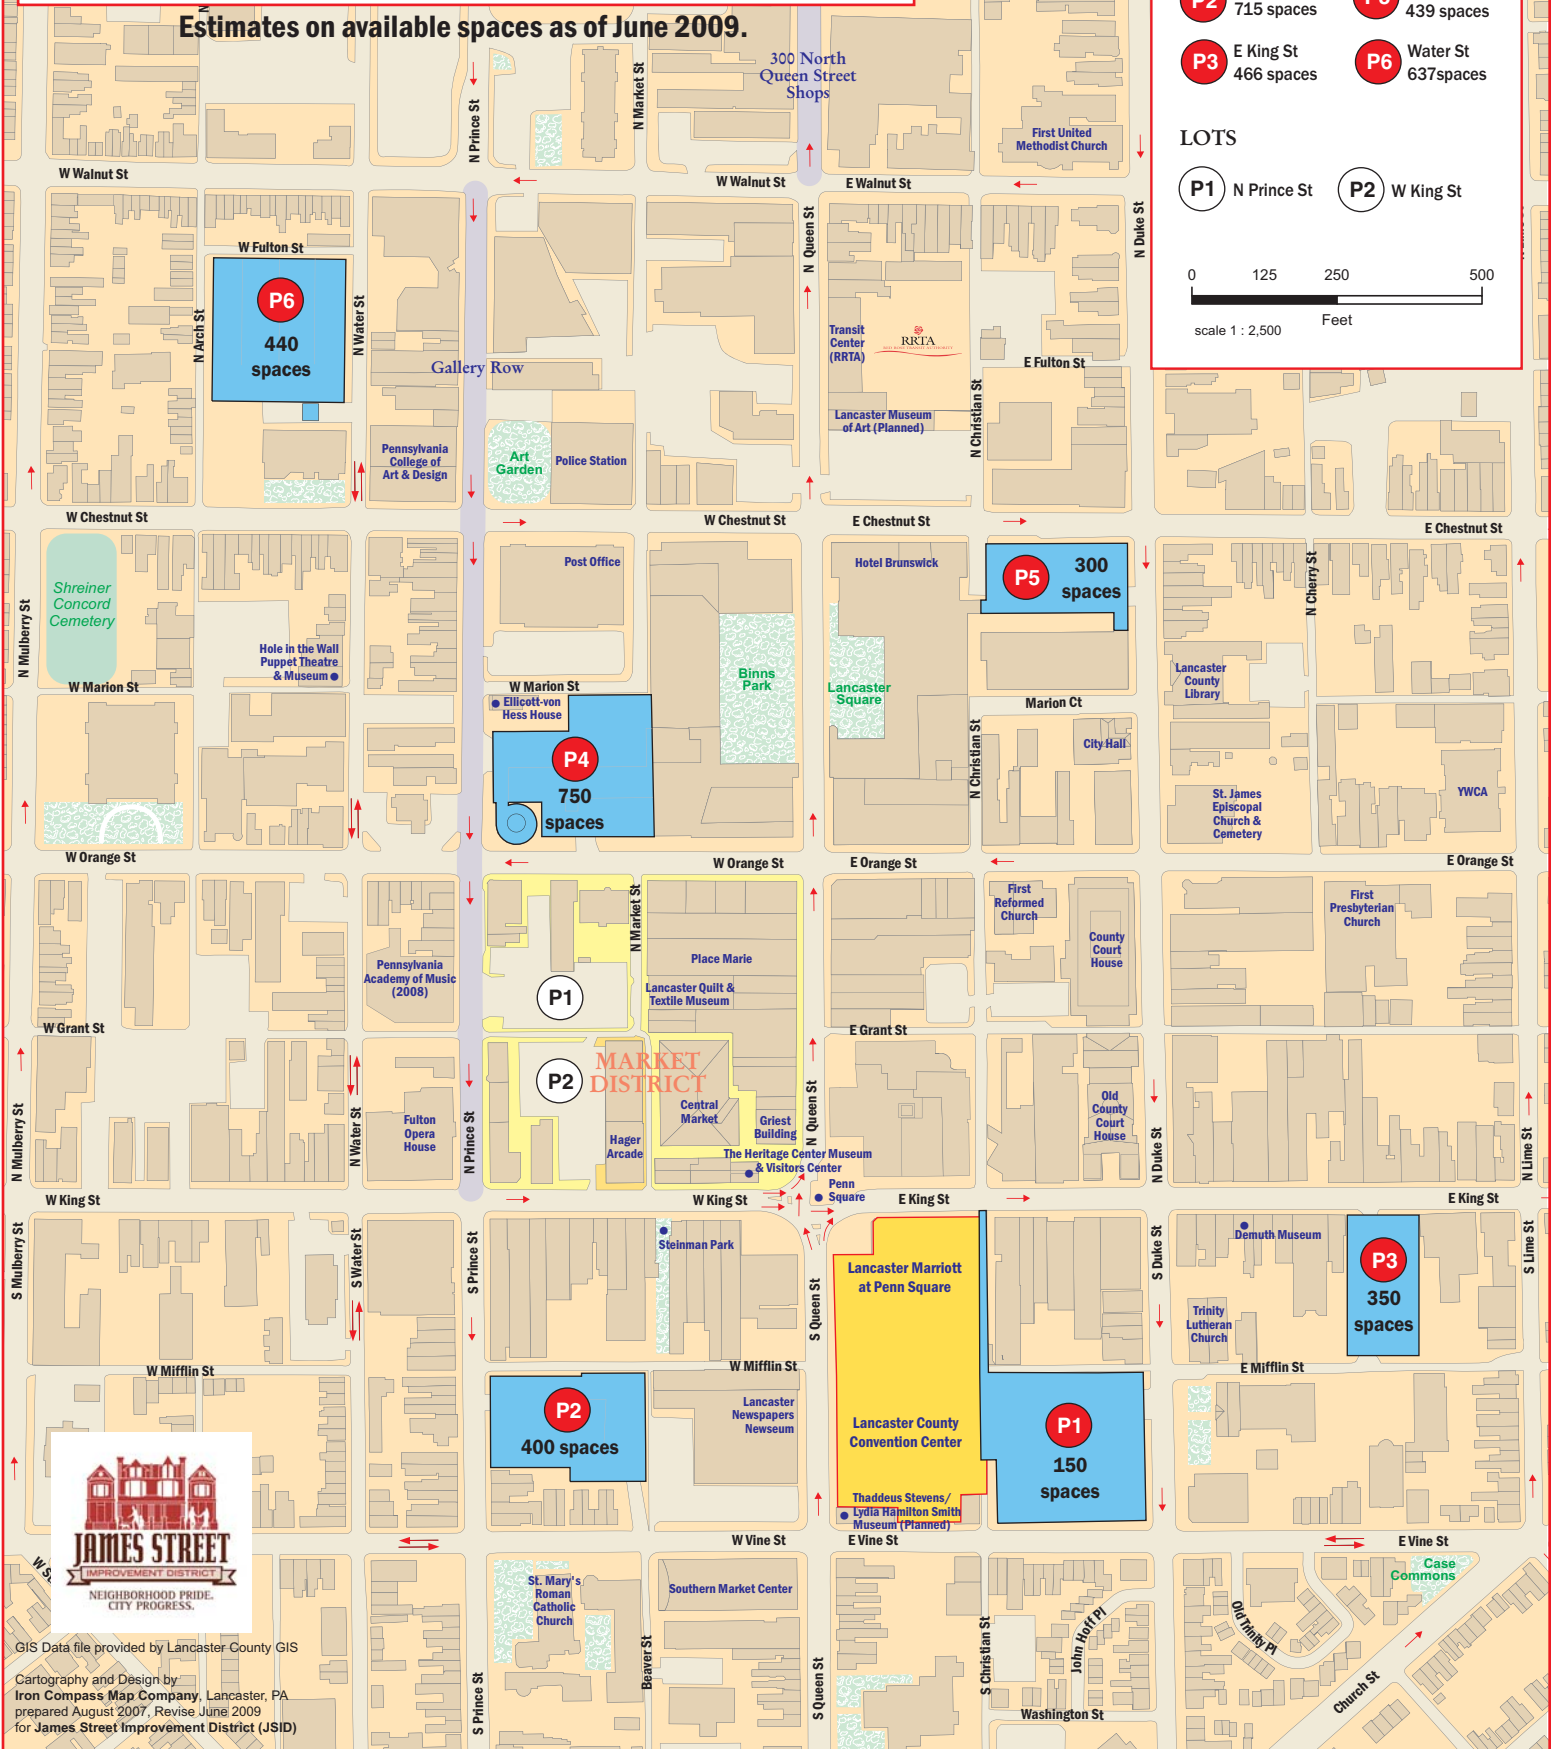 Estimates on available spaces as of June 2009.
P2
715 spaces
439 spaces
P3
E King St
466 spaces
P6
Water St
637spaces
LOTS
P1
N Prince St
P2
W King St
0
125
250
500
Feet
scale 1 : 2,500
300 North
Queen Street
Shops
N Prince St
N Market St
First United
Methodist Church
W Walnut St
W Walnut St
E Walnut St
N Queen St
N Duke St
W Fulton St
P6
440
spaces
N Arch St
N Water St
Gallery Row
Transit
Center
(RRTA)
RRTA
E Fulton St
N Christian St
Lancaster Museum
of Art (Planned)
Pennsylvania
College of
Art & Design
Art
Garden
Police Station
W Chestnut St
W Chestnut St
E Chestnut St
E Chestnut St
Shreiner
Concord
Cemetery
N Mulberry St
Post Office
Hotel Brunswick
P5
300
spaces
N Cherry St
Hole in the Wall
Puppet Theatre
& Museum
Binns
Park
Lancaster
Square
Lancaster
County
Library
W Marion St
W Marion St
Marion Ct
Ellicott-von
Hess House
P4
750
spaces
N Christian St
City Hall
St. James
Episcopal
Church &
Cemetery
YWCA
W Orange St
W Orange St
E Orange St
E Orange St
N Market St
First
Reformed
Church
County
Court
House
First
Presbyterian
Church
Pennsylvania
Academy of Music
(2008)
Place Marie
Lancaster Quilt &
Textile Museum
P1
W Grant St
E Grant St
P2
MARKET
DISTRICT
Central
Market
Griest
Building
Hager
Arcade
N Queen St
Old
County
Court
House
Fulton
Opera
House
N Mulberry St
N Water St
N Prince St
N Duke St
N Lime St
The Heritage Center Museum
& Visitors Center
Penn
Square
W King St
W King St
E King St
E King St
S Mulberry St
S Water St
S Prince St
Steinman Park
S Queen St
Lancaster Marriott
at Penn Square
S Duke St
Demuth Museum
P3
350
spaces
S Lime St
Trinity
Lutheran
Church
W Mifflin St
W Mifflin St
E Mifflin St
P2
400 spaces
Lancaster
Newspapers
Newseum
Lancaster County
Convention Center
P1
150
spaces
Thaddeus Stevens/
Lydia Hamilton Smith
Museum (Planned)
W Vine St
E Vine St
E Vine St
JAMES STREET
IMPROVEMENT DISTRICT
NEIGHBORHOOD PRIDE.
CITY PROGRESS.
St. Mary's
Roman
Catholic
Church
Southern Market Center
Case
Commons
Old Trinity Pl
John Hoff Pl
S Christian St
Beaver St
S Prince St
S Queen St
Church St
Washington St
GIS Data file provided by Lancaster County GIS
Cartography and Design by
Iron Compass Map Company, Lancaster, PA
prepared August 2007, Revise June 2009
for James Street Improvement District (JSID)